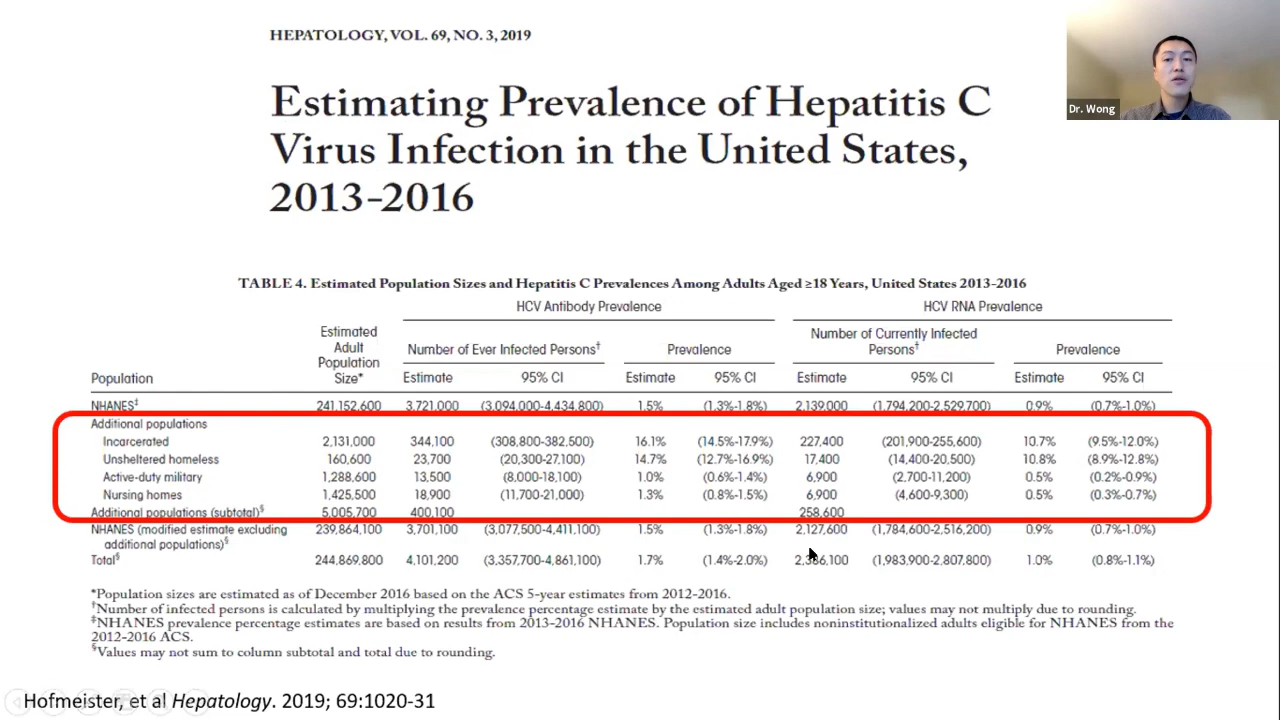 HEPATOLOGY, VOL. 69, NO. 3, 2019
Dr. Wong
Estimating Prevalence of Hepatitis C
Virus Infection in the United States,
2013-2016
TABLE 4. Estimated Population Sizes and Hepatitis C Prevalences Among Adults Aged ≥18 Years, United States 2013-2016
HCV Antibody Prevalence HCV RNA Prevalence
Estimated
Adult
Population
Size*
Number of Ever Infected Persons† Prevalence Number of Currently Infected
Persons† Prevalence
Population Estimate 95% CI Estimate 95% CI Estimate 95% CI Estimate 95% CI
NHANES‡ 241,152,600 3,721,000 (3,094,000-4,434,800) 1.5% (1.3%-1.8%) 2,139,000 (1,794,200-2,529,700) 0.9% (0.7%-1.0%)
Additional populations
Incarcerated 2,131,000 344,100 (308,800-382,500) 16.1% (14.5%-17.9%) 227,400 (201,900-255,600) 10.7% (9.5%-12.0%)
Unsheltered homeless 160,600 23,700 (20,300-27,100) 14.7% (12.7%-16.9%) 17,400 (14,400-20,500) 10.8% (8.9%-12.8%)
Active-duty military 1,288,600 13,500 (8,000-18,100) 1.0% (0.6%-1.4%) 6,900 (2,700-11,200) 0.5% (0.2%-0.9%)
Nursing homes 1,425,500 18,900 (11,700-21,000) 1.3% (0.8%-1.5%) 6,900 (4,600-9,300) 0.5% (0.3%-0.7%)
Additional populations (subtotal)§ 5,005,700 400,100 258,600
NHANES (modified estimate excluding 239,864,100 3,701,100 (3,077,500-4,411,100) 1.5% (1.3%-1.8%) 2,127,600 (1,784,600-2,516,200) 0.9% (0.7%-1.0%)
additional populations)§
Total§ 244,869,800 4,101,200 (3,357,700-4,861,100) 1.7% (1.4%-2.0%) 2,386,100 (1,983,900-2,807,800) 1.0% (0.8%-1.1%)
*Population sizes are estimated as of December 2016 based on the ACS 5-year estimates from 2012-2016.
†Number of infected persons is calculated by multiplying the prevalence percentage estimate by the estimated adult population size; values may not multiply due to rounding.
‡NHANES prevalence percentage estimates are based on results from 2013-2016 NHANES. Population size includes noninstitutionalized adults eligible for NHANES from the
2012-2016 ACS.
§Values may not sum to column subtotal and total due to rounding.
Hofmeister, et al Hepatology. 2019; 69:1020-31